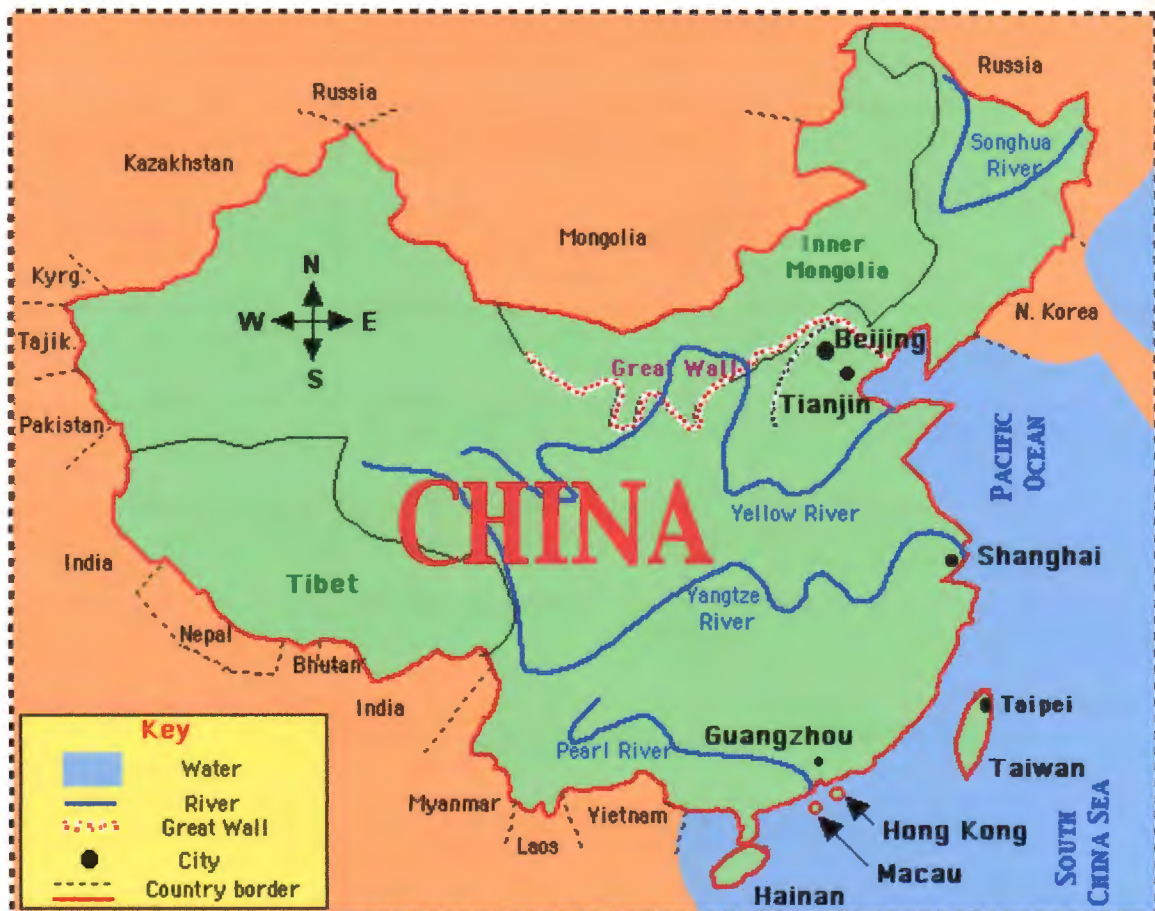 Russia
Russia
Kazakhstan
Songhua
River
Mongolia
Inner
Mongolia
Kyrg.
N
W
E
S
N. Korea
Tajik.
Beijing
Great Wall
Tianjin
Pakistan
PACIFIC
OCEAN
CHINA
Yellow River
India
Shanghai
Tibet
Yangtze
River
Nepal
Bhutan
India
Taipei
Key
Guangzhou
Pearl River
Water
Taiwan
River
Myanmar
Vietnam
Great Wall
Hong Kong
Laos
City
Macau
Country border
Hainan
SOUTH
CHINA SEA